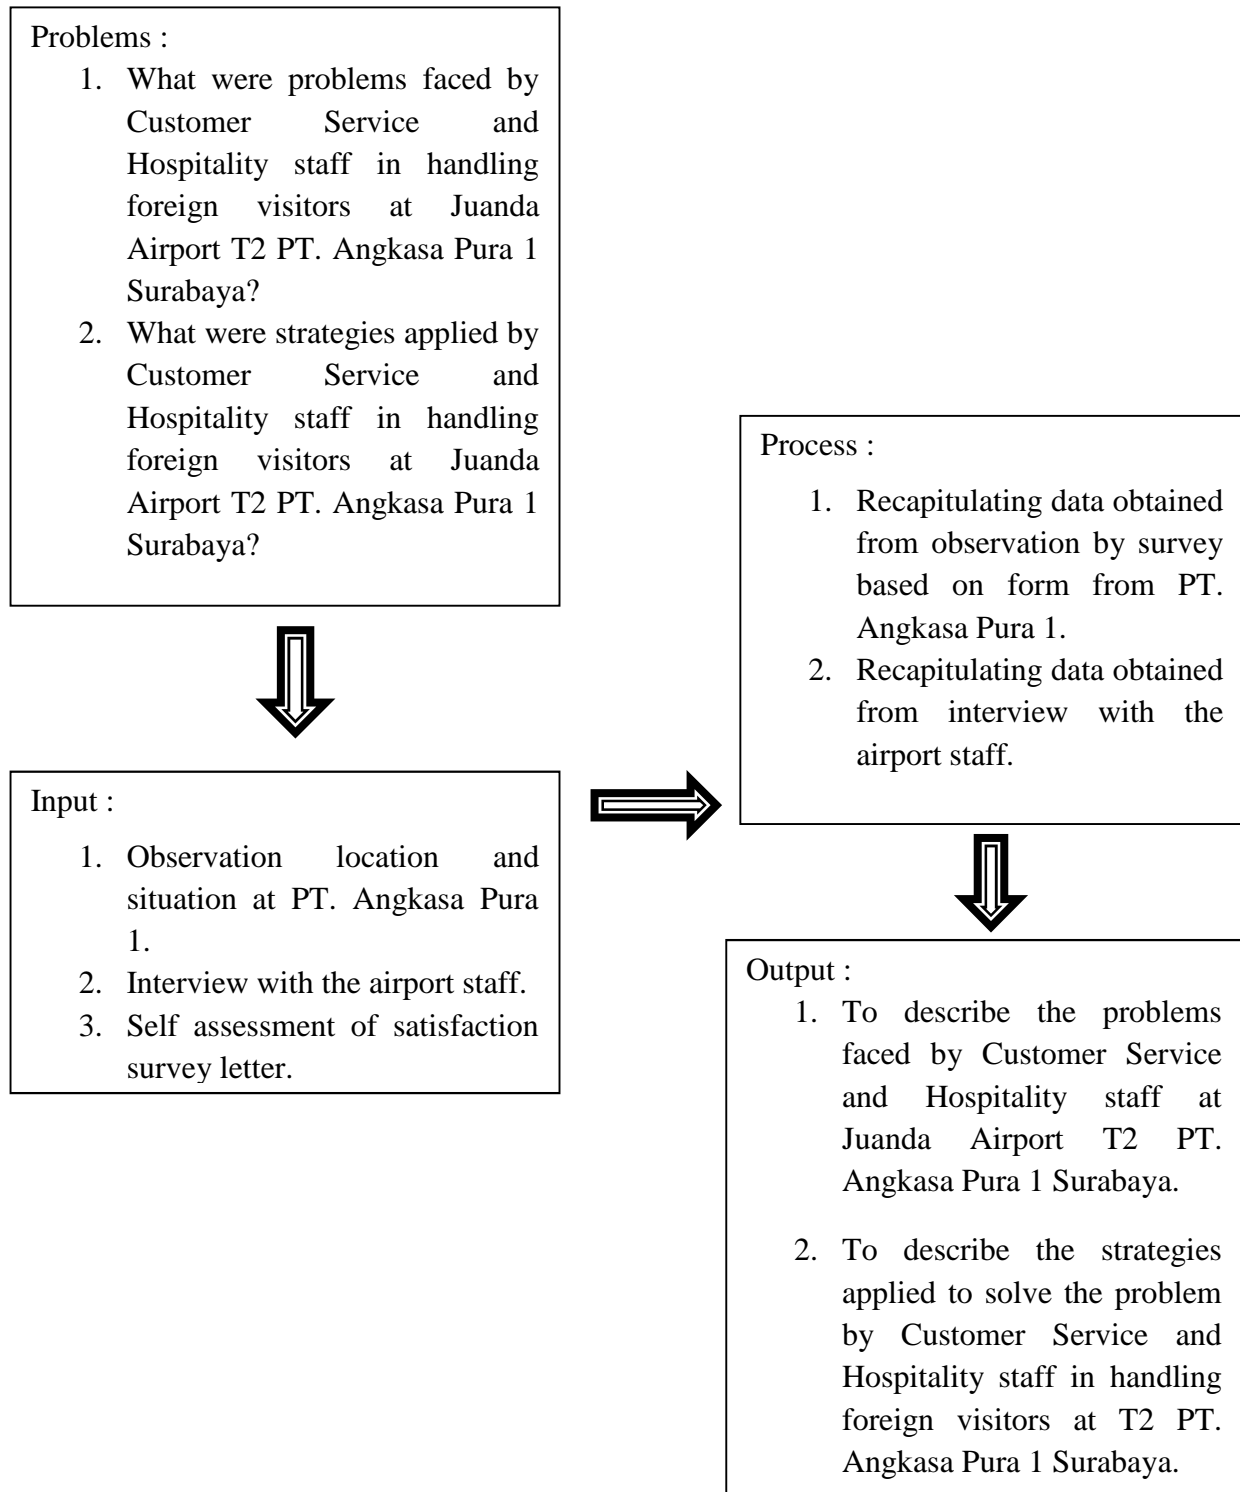 Problems :
1. What were problems faced by
Customer Service and
Hospitality staff in handling
foreign visitors at Juanda
Airport T2 PT. Angkasa Pura 1
Surabaya?
2. What were strategies applied by
Customer Service and
Hospitality staff in handling
foreign visitors at Juanda
Airport T2 PT. Angkasa Pura 1
Surabaya?
Input :
1. Observation location and
situation at PT. Angkasa Pura
1.
2. Interview with the airport staff.
3. Self assessment of satisfaction
survey letter.
Process :
1. Recapitulating data obtained
from observation by survey
based on form from PT.
Angkasa Pura 1.
2. Recapitulating data obtained
from interview with the
airport staff.
Output :
1. To describe the problems
faced by Customer Service
and Hospitality staff at
Juanda Airport T2 PT.
Angkasa Pura 1 Surabaya.
2. To describe the strategies
applied to solve the problem
by Customer Service and
Hospitality staff in handling
foreign visitors at T2 PT.
Angkasa Pura 1 Surabaya.